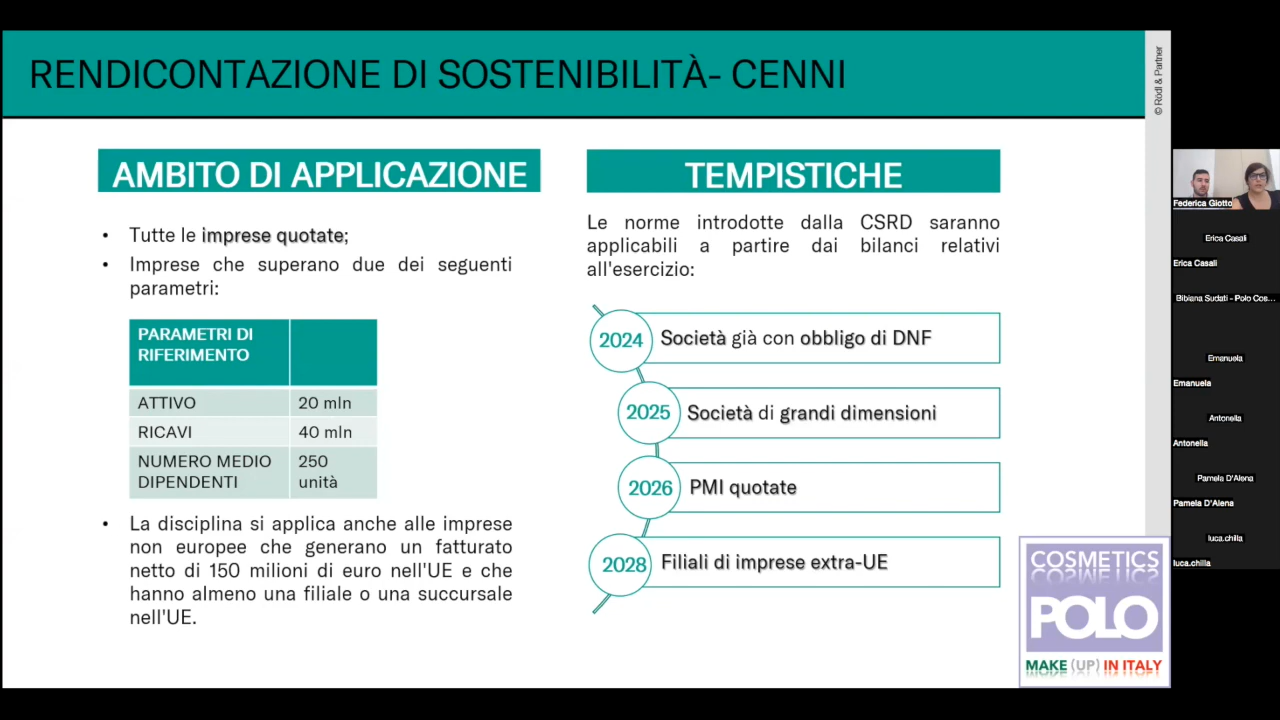 RENDICONTAZIONE DI SOSTENIBILITÀ- CENNI
© Rödl & Partner
AMBITO DI APPLICAZIONE
• Tutte le imprese quotate;
• Imprese che superano due dei seguenti
parametri:
PARAMETRI DI
RIFERIMENTO
ATTIVO 20 mln
RICAVI 40 mln
NUMERO MEDIO 250
DIPENDENTI unità
• La disciplina si applica anche alle imprese
non europee che generano un fatturato
netto di 150 milioni di euro nell'UE e che
hanno almeno una filiale o una succursale
nell'UE.
TEMPISTICHE
Le norme introdotte dalla CSRD saranno
applicabili a partire dai bilanci relativi
all'esercizio:
2024 Società già con obbligo di DNF
2025 Società di grandi dimensioni
2026 PMI quotate
2028 Filiali di imprese extra-UE
COSMETICS
POLO
MAKE (UP) IN ITALY
Federica Giotto
Erica Casali
Erica Casali
Bibiana Sudati - Polo Cos...
Emanuela
Emanuela
Antonella
Antonella
Pamela D'Alena
Pamela D'Alena
luca.chilla
luca.chilla